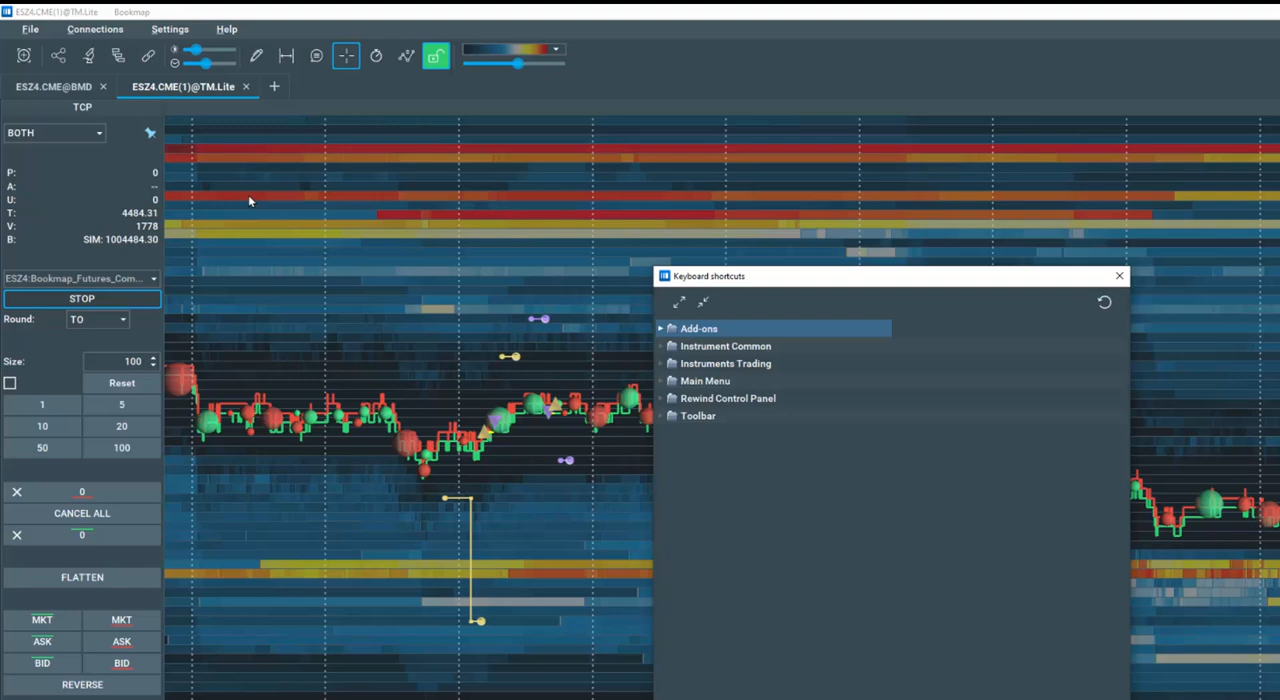 ESZ4.CME(1)@TM.Lite Bookmap
File Connections Settings Help
ESZ4.CME@BMD ESZ4.CME(1)@TM.Lite
TCP
BOTH
P: 0
A: --
U: 0
T: 4484.31
V: 1778
B: SIM: 1004484.30
ESZ4:Bookmap_Futures_Com...
STOP
Round: TO
Size: 100
Reset
1 5
10 20
50 100
0
CANCEL ALL
0
FLATTEN
MKT MKT
ASK ASK
BID BID
REVERSE
Keyboard shortcuts
Add-ons
Instrument Common
Instruments Trading
Main Menu
Rewind Control Panel
Toolbar